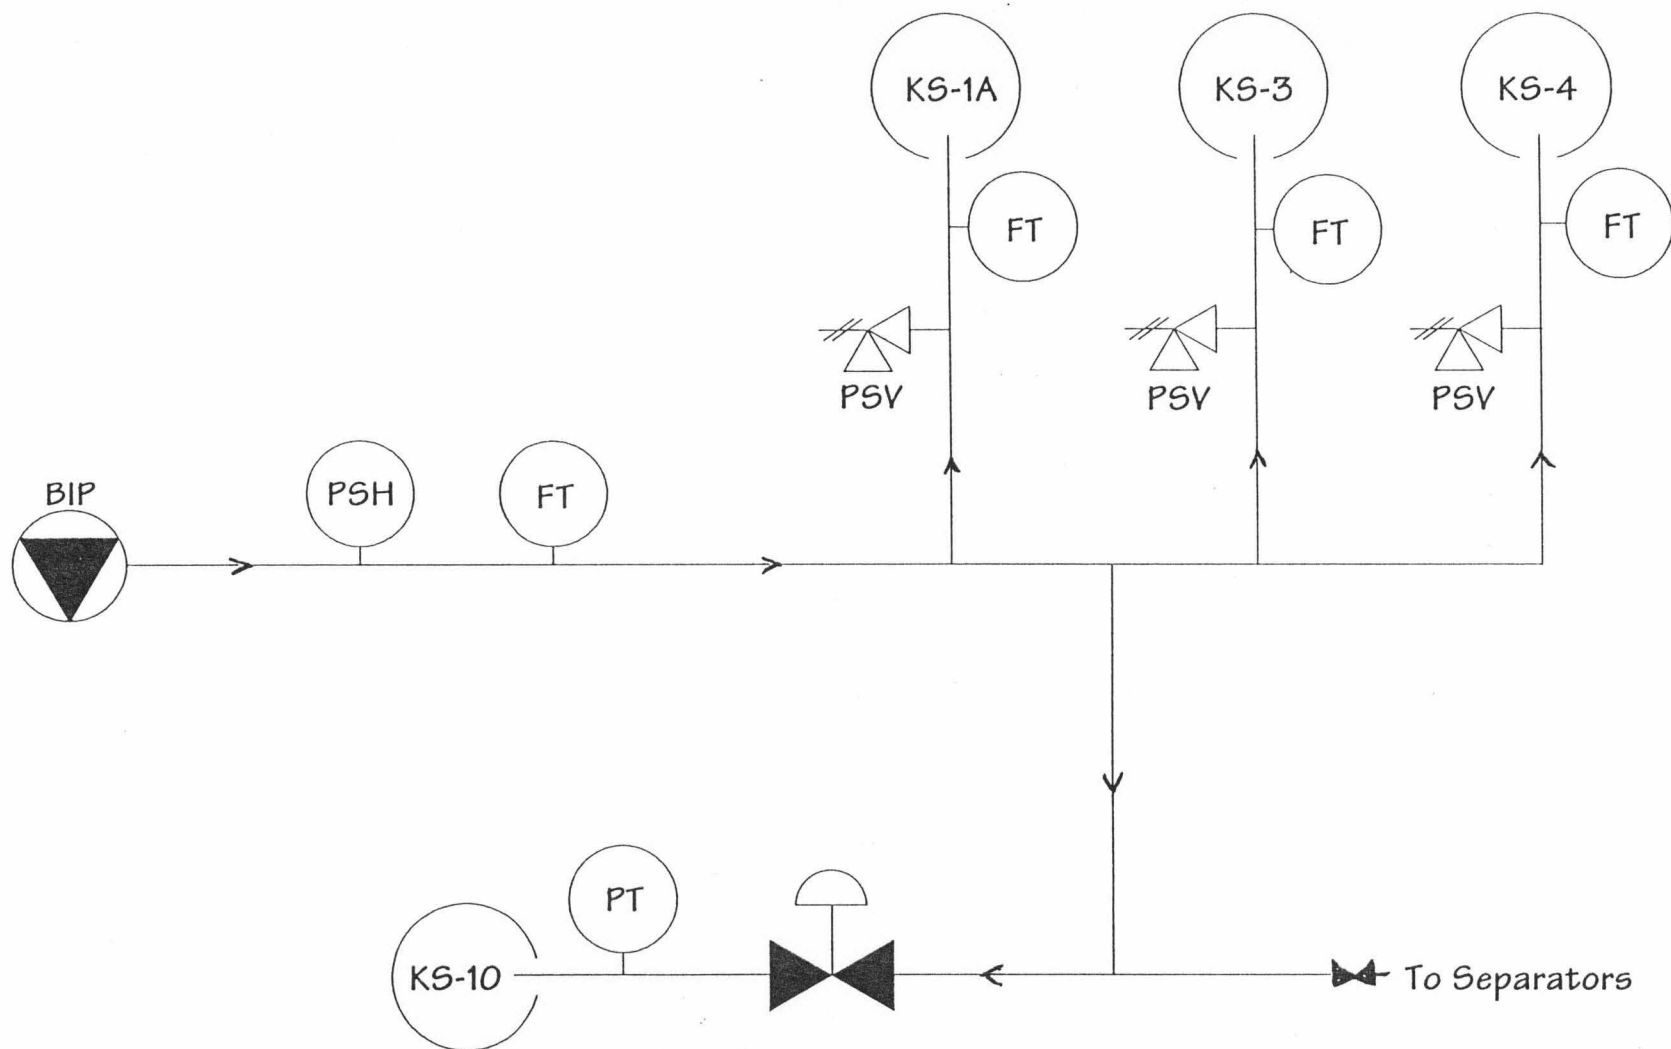 KS-1A
KS-3
KS-4
FT
FT
FT
PSV
PSV
PSV
BIP
PSH
FT
PT
KS-10
To Separators